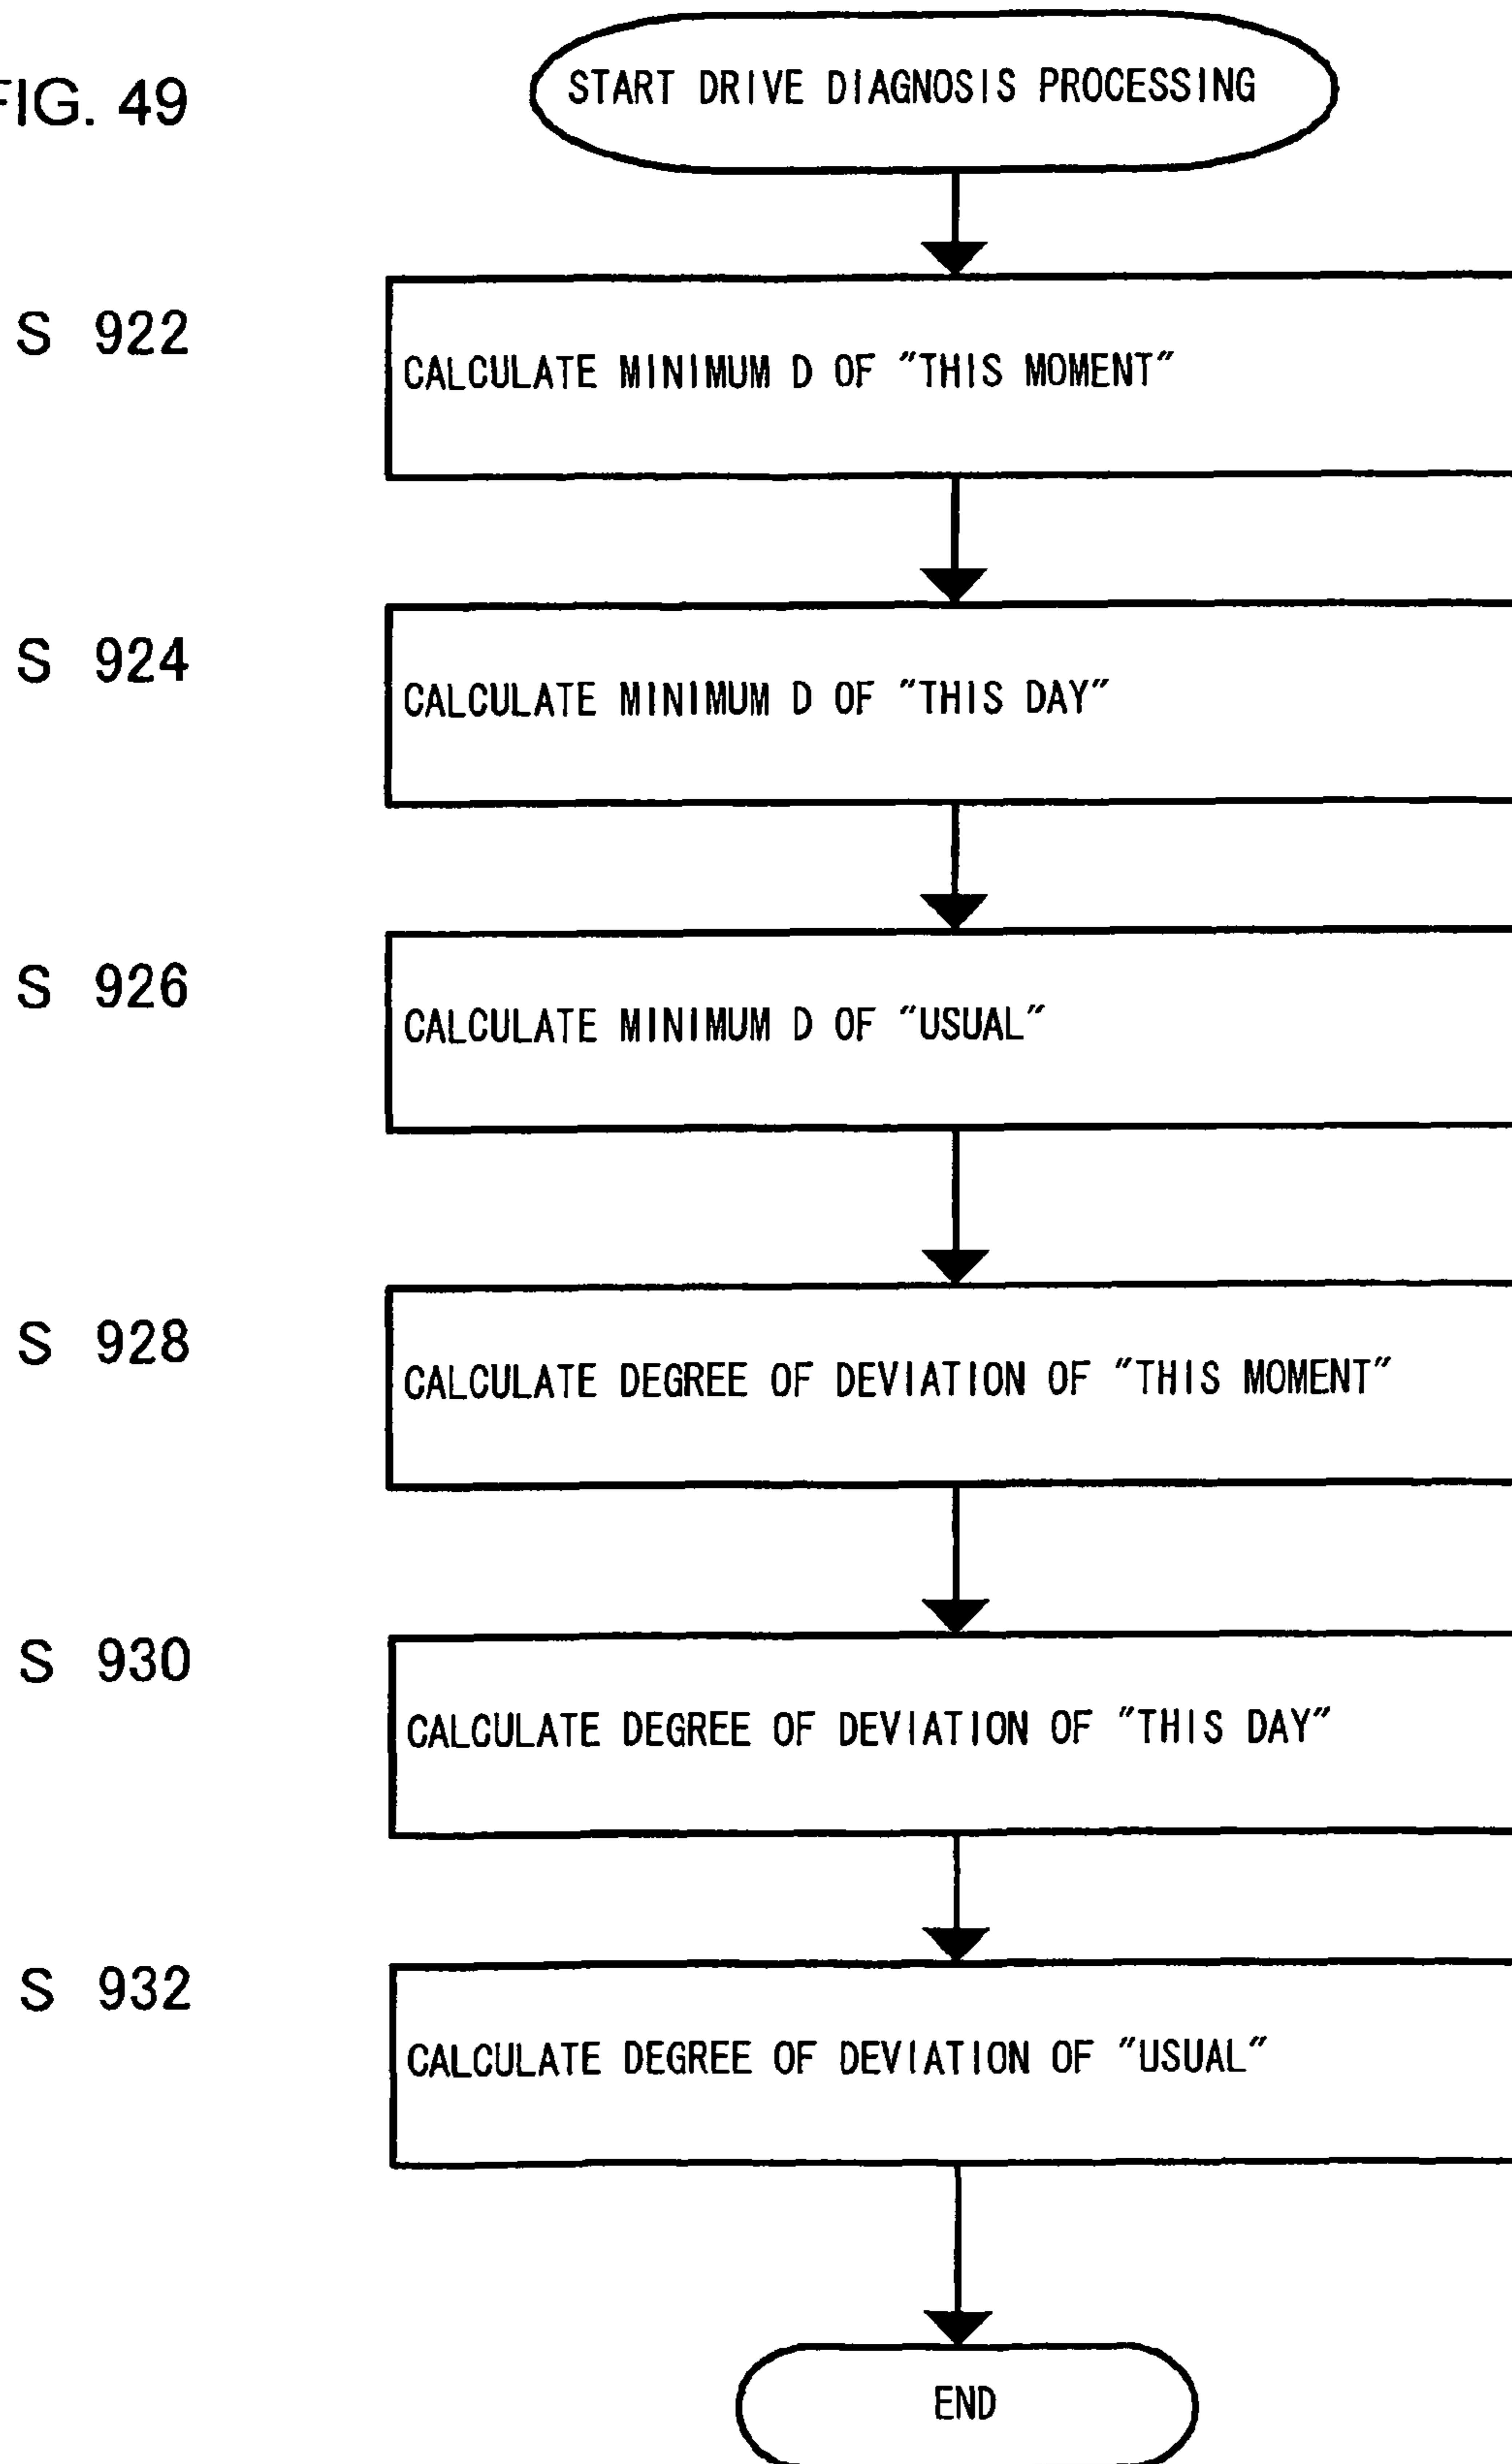 FIG. 49
START DRIVE DIAGNOSIS PROCESSING
S 922
CALCULATE MINIMUM D OF "THIS MOMENT"
S 924
CALCULATE MINIMUM D OF "THIS DAY"
S 926
CALCULATE MINIMUM D OF "USUAL"
S 928
CALCULATE DEGREE OF DEVIATION OF "THIS MOMENT"
S 930
CALCULATE DEGREE OF DEVIATION OF "THIS DAY"
S 932
CALCULATE DEGREE OF DEVIATION OF "USUAL"
END